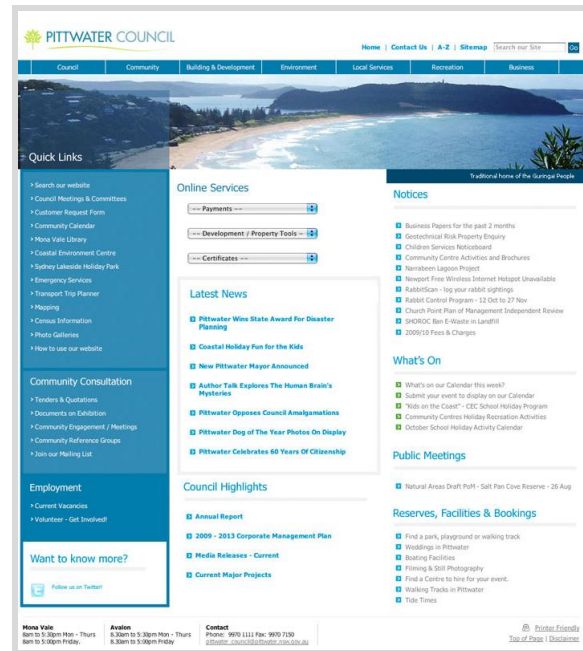 PITTWATER COUNCIL
Home | Contact Us | A-Z | Sitemap
Search our Site
Go
Council
Community
Building & Development
Environment
Local Services
Recreation
Business
Quick Links
Traditional home of the Guringai People
> Search our website
> Council Meetings & Committees
> Customer Request Form
> Community Calendar
> Mona Vale Library
> Coastal Environment Centre
> Sydney Lakeside Holiday Park
> Emergency Services
> Transport Trip Planner
> Mapping
> Census Information
> Photo Galleries
> How to use our website
Community Consultation
> Tenders & Quotations
> Documents on Exhibition
> Community Engagement / Meetings
> Community Reference Groups
> Join our Mailing List
Employment
> Current Vacancies
> Volunteer - Get Involved!
Want to know more?
Follow us on Twitter!
Online Services
-- Payments --
-- Development / Property Tools -
-- Certificates --
Latest News
Pittwater Wins State Award For Disaster
Planning
Coastal Holiday Fun for the Kids
New Pittwater Mayor Announced
Author Talk Explores The Human Brain's
Mysteries
Pittwater Opposes Council Amalgamations
Pittwater Dog of The Year Photos On Display
Pittwater Celebrates 60 Years Of Citizenship
Council Highlights
Annual Report
2009 - 2013 Corporate Management Plan
Media Releases - Current
Current Major Projects
Notices
Business Papers for the past 2 months
Geotechnical Risk Property Enquiry
Children Services Noticeboard
Community Centre Activities and Brochures
Narrabeen Lagoon Project
Newport Free Wireless Internet Hotspot Unavailable
RabbitScan - log your rabbit sightings
Rabbit Control Program - 12 Oct to 27 Nov
Church Point Plan of Management Independent Review
SHOROC Ban E-Waste in Landfill
2009/10 Fees & Charges
What's On
What's on our Calendar this week?
Submit your event to display on our Calendar
"Kids on the Coast" - CEC School Holiday Program
Community Centres Holiday Recreation Activities
October School Holiday Activity Calendar
Public Meetings
Natural Areas Draft PoM - Salt Pan Cove Reserve - 26 Aug
Reserves, Facilities & Bookings
Find a park, playground or walking track
Weddings in Pittwater
Boating Facilities
Filming & Still Photography
Find a Centre to hire for your event.
Walking Tracks in Pittwater
Tide Times
Mona Vale
8am to 5:30pm Mon - Thurs
8am to 5:00pm Friday.
Avalon
8.30am to 5:30pm Mon - Thurs
8.30am to 5:00pm Friday
Contact
Phone: 9970 1111 Fax: 9970 7150
pittwater_council@pittwater.nsw.gov.au
Printer Friendly
Top of Page | Disclaimer